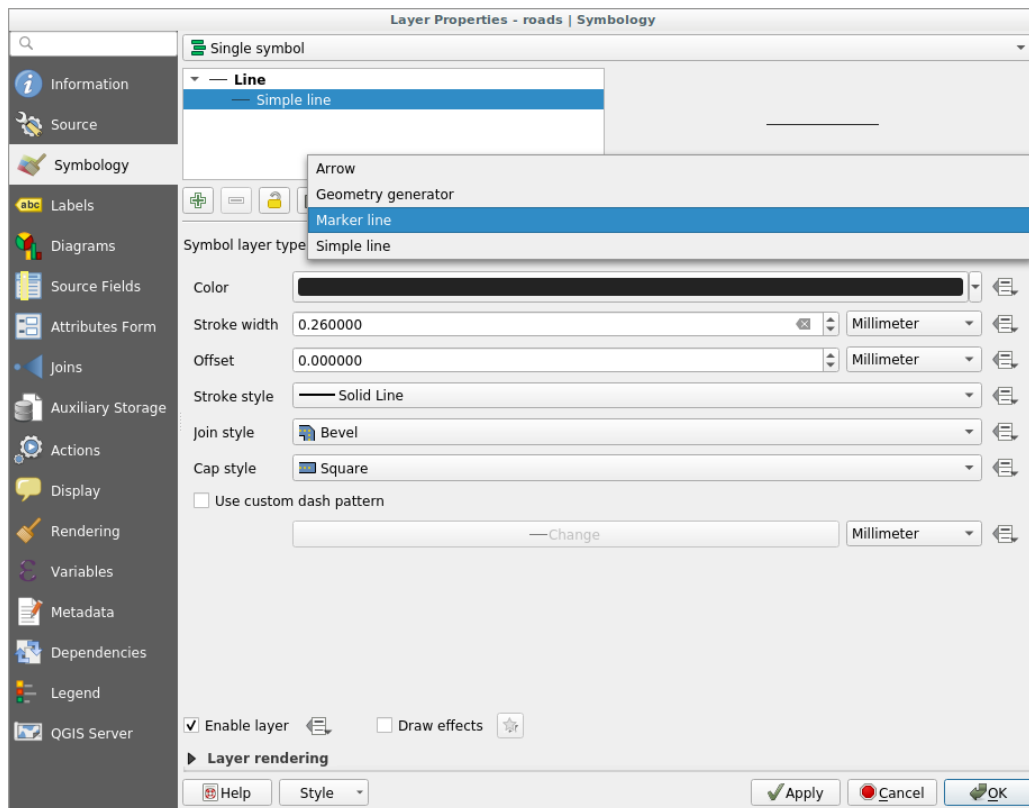 Layer Properties - roads | Symbology
Information
Source
Symbology
Labels
Diagrams
Source Fields
Attributes Form
Joins
Auxiliary Storage
Actions
Display
Rendering
Variables
Metadata
Dependencies
Legend
QGIS Server
abc
Single symbol
Line
Simple line
Arrow
Geometry generator
Marker line
Simple line
Symbol layer type
Color
Stroke width 0.260000 Millimeter
Offset 0.000000 Millimeter
Stroke style Solid Line
Join style Bevel
Cap style Square
Use custom dash pattern
Change Millimeter
Enable layer Draw effects
Layer rendering
Help Style Apply Cancel OK